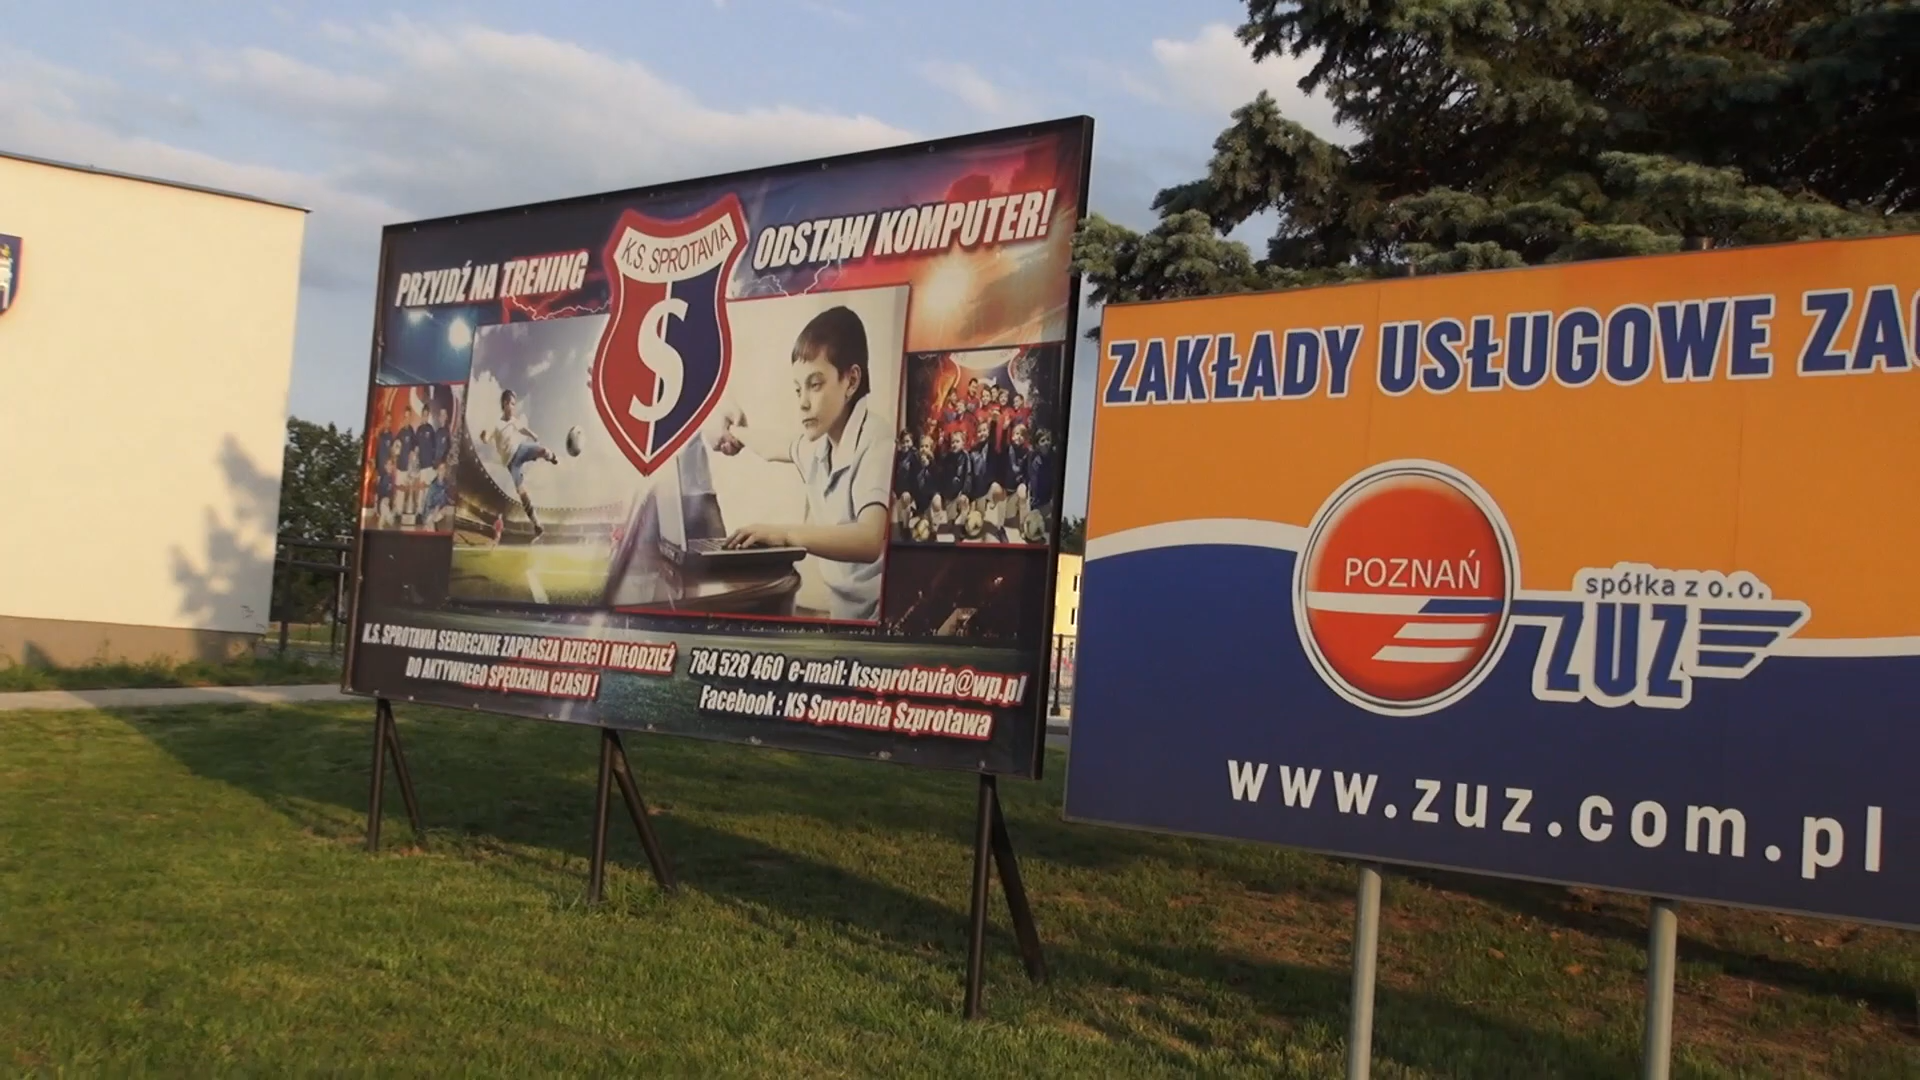 PRZYJDŹ NA TRENING
K.S. SPROTAVIA
S
ODSTAW KOMPUTER!
K.S. SPROTAVIA SERDECZNIE ZAPRASZA DZIECI I MŁODZIEŻ
DO AKTYWNEGO SPĘDZENIA CZASU !
784 528 460 e-mail: kssprotavia@wp.pl
Facebook : KS Sprotavia Szprotawa
ZAKŁADY USŁUGOWE ZAC
POZNAŃ
spółka z o.o.
ZUZ
www.zuz.com.pl